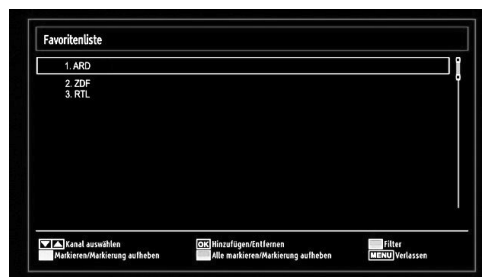 Favoritenliste
1. ARD
2. ZDF
3. RTL
Kanal auswählen OK Hinzufügen/Entfernen Filter
Markieren/Markierung aufheben Alle markieren/Markierung aufheben MENU Verlassen